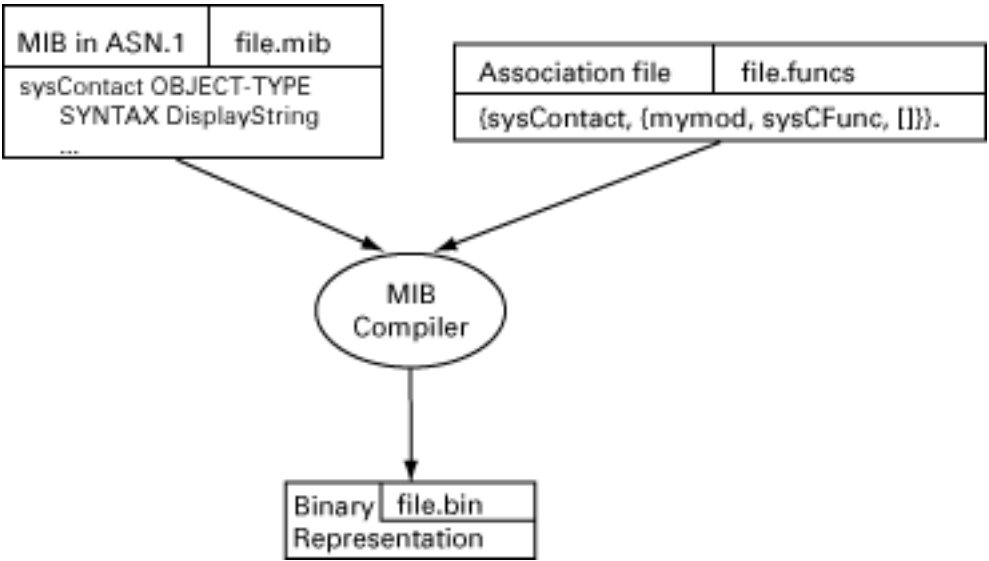 MIB in ASN.1 file.mib
sysContact OBJECT-TYPE
SYNTAX DisplayString
...
Association file file.funcs
{sysContact, {mymod, sysCFunc, []}}.
MIB
Compiler
Binary file.bin
Representation